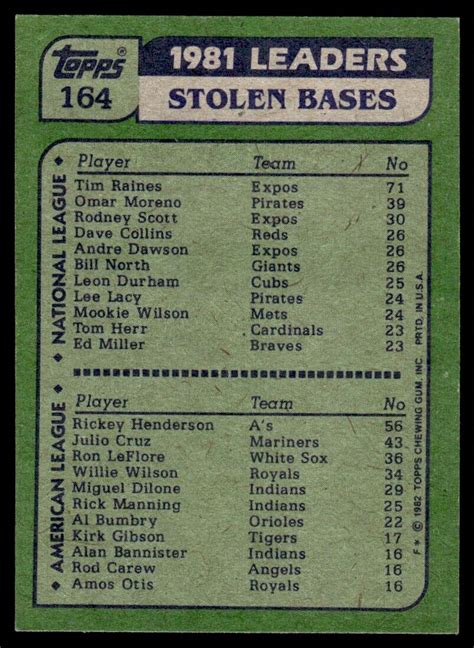 topps®
164
1981 LEADERS
STOLEN BASES
NATIONAL LEAGUE
Player Team No
Tim Raines Expos 71
Omar Moreno Pirates 39
Rodney Scott Expos 30
Dave Collins Reds 26
Andre Dawson Expos 26
Bill North Giants 26
Leon Durham Cubs 25
Lee Lacy Pirates 24
Mookie Wilson Mets 24
Tom Herr Cardinals 23
Ed Miller Braves 23
AMERICAN LEAGUE
Player Team No
Rickey Henderson A's 56
Julio Cruz Mariners 43
Ron LeFlore White Sox 36
Willie Wilson Royals 34
Miguel Dilone Indians 29
Rick Manning Indians 25
Al Bumbry Orioles 22
Kirk Gibson Tigers 17
Alan Bannister Indians 16
Rod Carew Angels 16
Amos Otis Royals 16
F * © 1982 TOPPS CHEWING GUM, INC. PRTD. IN U.S.A.